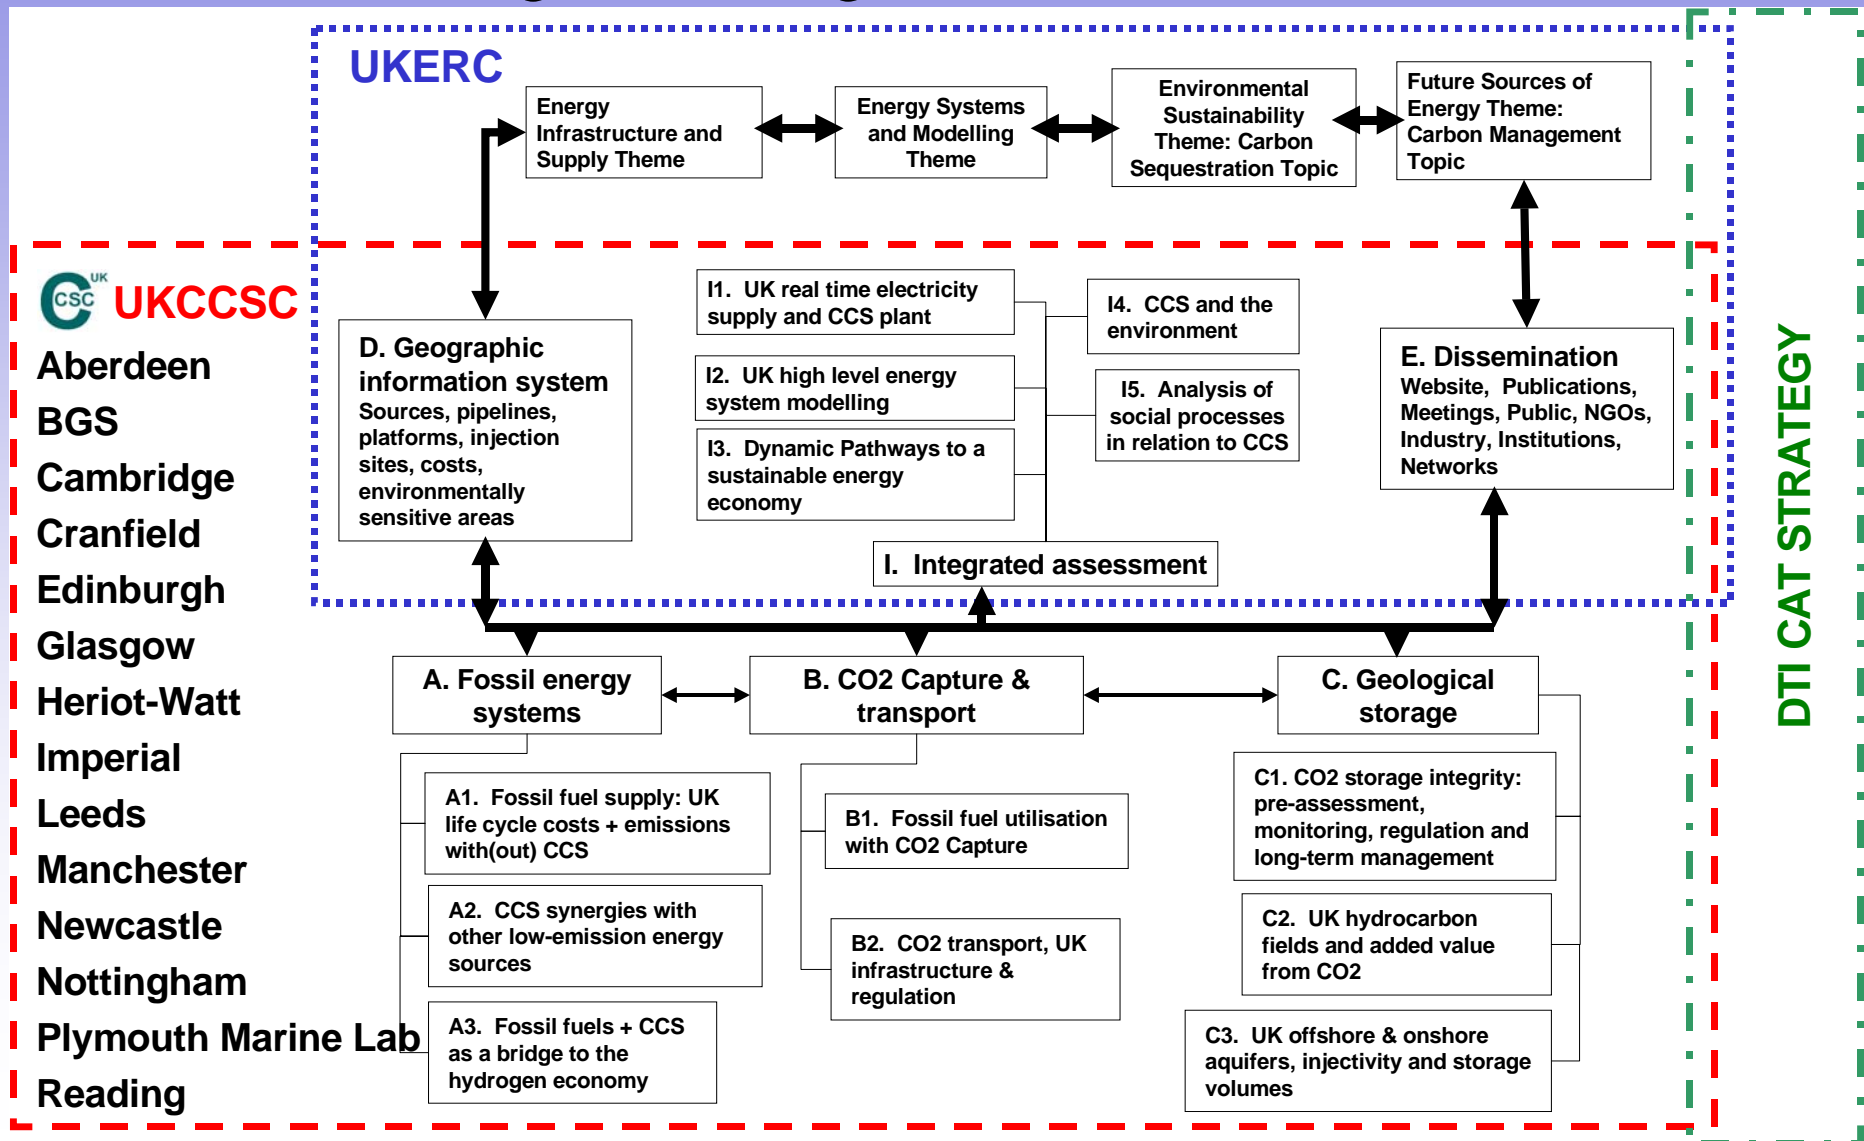 UKERC
Energy
Infrastructure and
Supply Theme
Energy Systems
and Modelling
Theme
Environmental
Sustainability
Theme: Carbon
Sequestration Topic
Future Sources of
Energy Theme:
Carbon Management
Topic
UK
CSC
UKCCSC
Aberdeen
BGS
Cambridge
Cranfield
Edinburgh
Glasgow
Heriot-Watt
Imperial
Leeds
Manchester
Newcastle
Nottingham
Plymouth Marine Lab
Reading
D. Geographic
information system
Sources, pipelines,
platforms, injection
sites, costs,
environmentally
sensitive areas
I1. UK real time electricity
supply and CCS plant
I2. UK high level energy
system modelling
I3. Dynamic Pathways to a
sustainable energy
economy
I4. CCS and the
environment
I5. Analysis of
social processes
in relation to CCS
I. Integrated assessment
E. Dissemination
Website, Publications,
Meetings, Public, NGOs,
Industry, Institutions,
Networks
A. Fossil energy
systems
B. CO2 Capture &
transport
C. Geological
storage
A1. Fossil fuel supply: UK
life cycle costs + emissions
with(out) CCS
A2. CCS synergies with
other low-emission energy
sources
A3. Fossil fuels + CCS
as a bridge to the
hydrogen economy
B1. Fossil fuel utilisation
with CO2 Capture
B2. CO2 transport, UK
infrastructure &
regulation
C1. CO2 storage integrity:
pre-assessment,
monitoring, regulation and
long-term management
C2. UK hydrocarbon
fields and added value
from CO2
C3. UK offshore & onshore
aquifers, injectivity and storage
volumes
DTI CAT STRATEGY